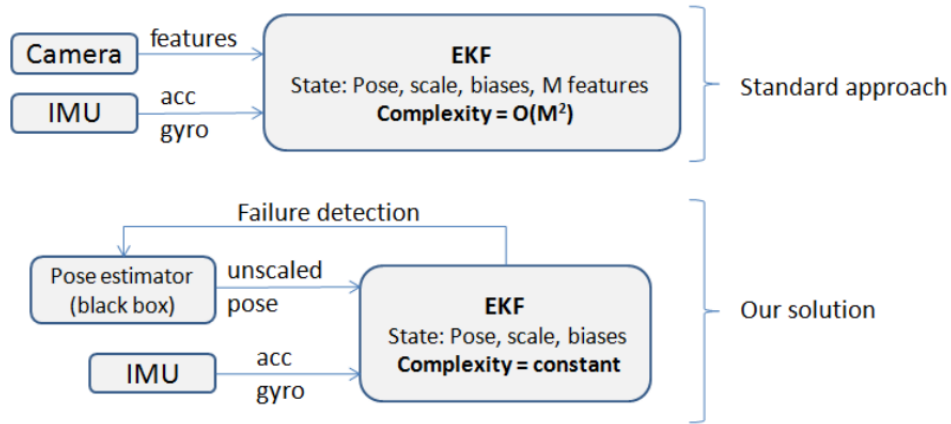 Camera
features
IMU
acc
gyro
EKF
State: Pose, scale, biases, M features
Complexity = O(M²)
Standard approach
Failure detection
Pose estimator
(black box)
unscaled
pose
IMU
acc
gyro
EKF
State: Pose, scale, biases
Complexity = constant
Our solution